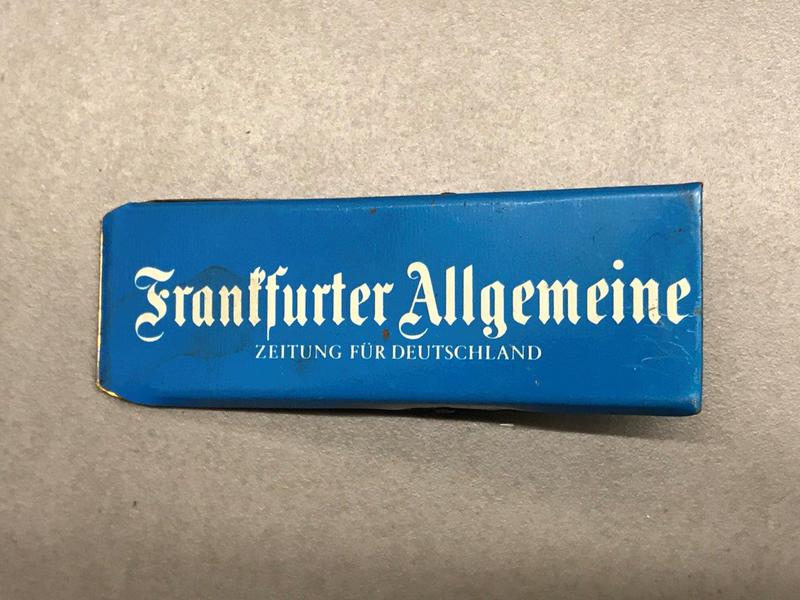 Frankfurter Allgemeine
ZEITUNG FÜR DEUTSCHLAND